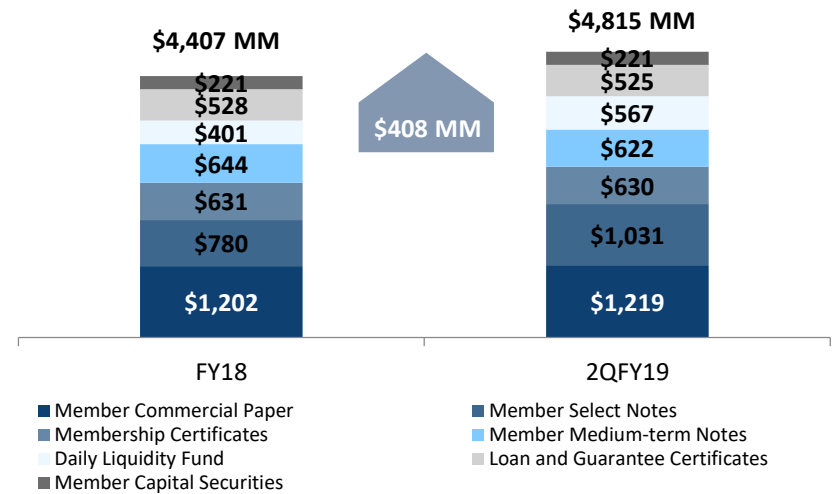 $4,407 MM
$221
$528
$401
$644
$631
$780
$1,202
$408 MM
$4,815 MM
$221
$525
$567
$622
$630
$1,031
$1,219
FY18
2QFY19
Member Commercial Paper
Member Select Notes
Membership Certificates
Member Medium-term Notes
Daily Liquidity Fund
Loan and Guarantee Certificates
Member Capital Securities